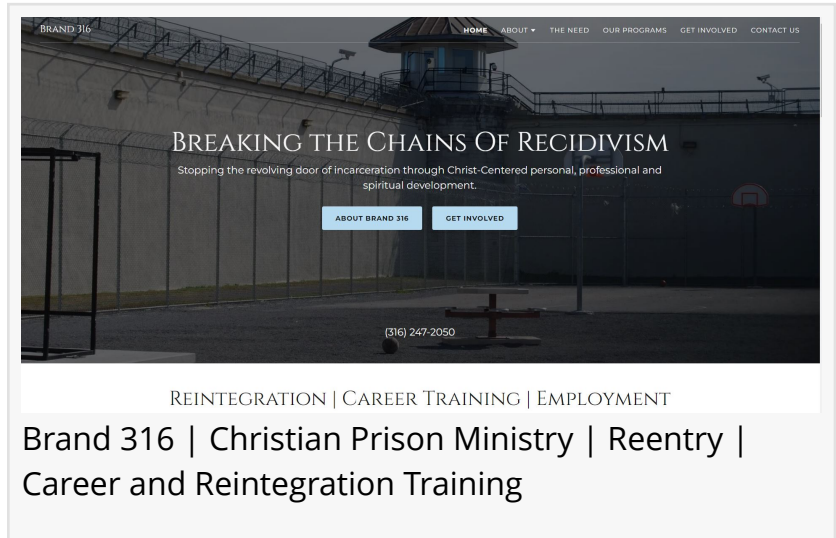 Brand 316
HOME ABOUT THE NEED OUR PROGRAMS GET INVOLVED CONTACT US
Breaking the Chains Of Recidivism
Stopping the revolving door of incarceration through Christ-Centered personal, professional and
spiritual development.
ABOUT BRAND 316 GET INVOLVED
(316) 247-2050
Reintegration | Career Training | Employment
Brand 316 | Christian Prison Ministry | Reentry |
Career and Reintegration Training